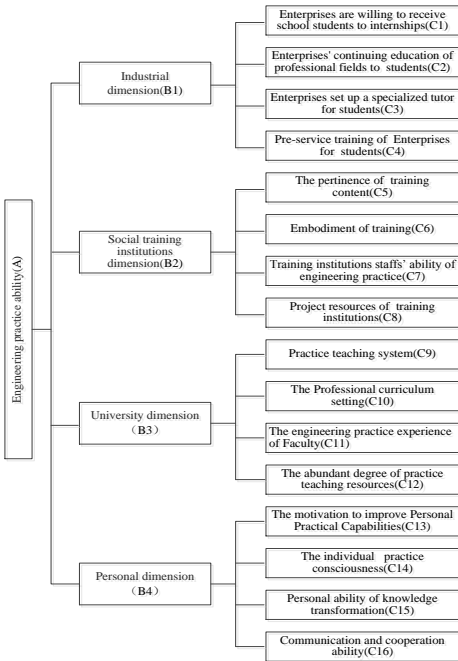 Engineering practice ability(A)
Industrial
dimension(B1)
Enterprises are willing to receive
school students to internships(C1)
Enterprises' continuing education of
professional fields to students(C2)
Enterprises set up a specialized tutor
for students(C3)
Pre-service training of Enterprises
for students(C4)
Social training
institutions
dimension(B2)
The pertinence of training
content(C5)
Embodiment of training(C6)
Training institutions staffs' ability of
engineering practice(C7)
Project resources of training
institutions(C8)
University dimension
（B3）
Practice teaching system(C9)
The Professional curriculum
setting(C10)
The engineering practice experience
of Faculty(C11)
The abundant degree of practice
teaching resources(C12)
Personal dimension
（B4）
The motivation to improve Personal
Practical Capabilities(C13)
The individual practice
consciousness(C14)
Personal ability of knowledge
transformation(C15)
Communication and cooperation
ability(C16)